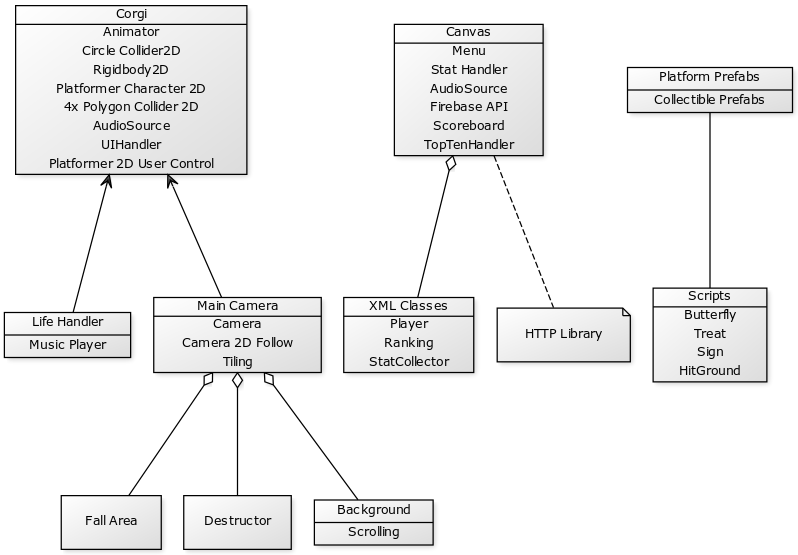 Corgi
Animator
Circle Collider2D
Rigidbody2D
Platformer Character 2D
4x Polygon Collider 2D
AudioSource
UIHandler
Platformer 2D User Control
Canvas
Menu
Stat Handler
AudioSource
Firebase API
Scoreboard
TopTenHandler
Platform Prefabs
Collectible Prefabs
Life Handler
Music Player
Main Camera
Camera
Camera 2D Follow
Tiling
XML Classes
Player
Ranking
StatCollector
HTTP Library
Scripts
Butterfly
Treat
Sign
HitGround
Fall Area
Destructor
Background
Scrolling